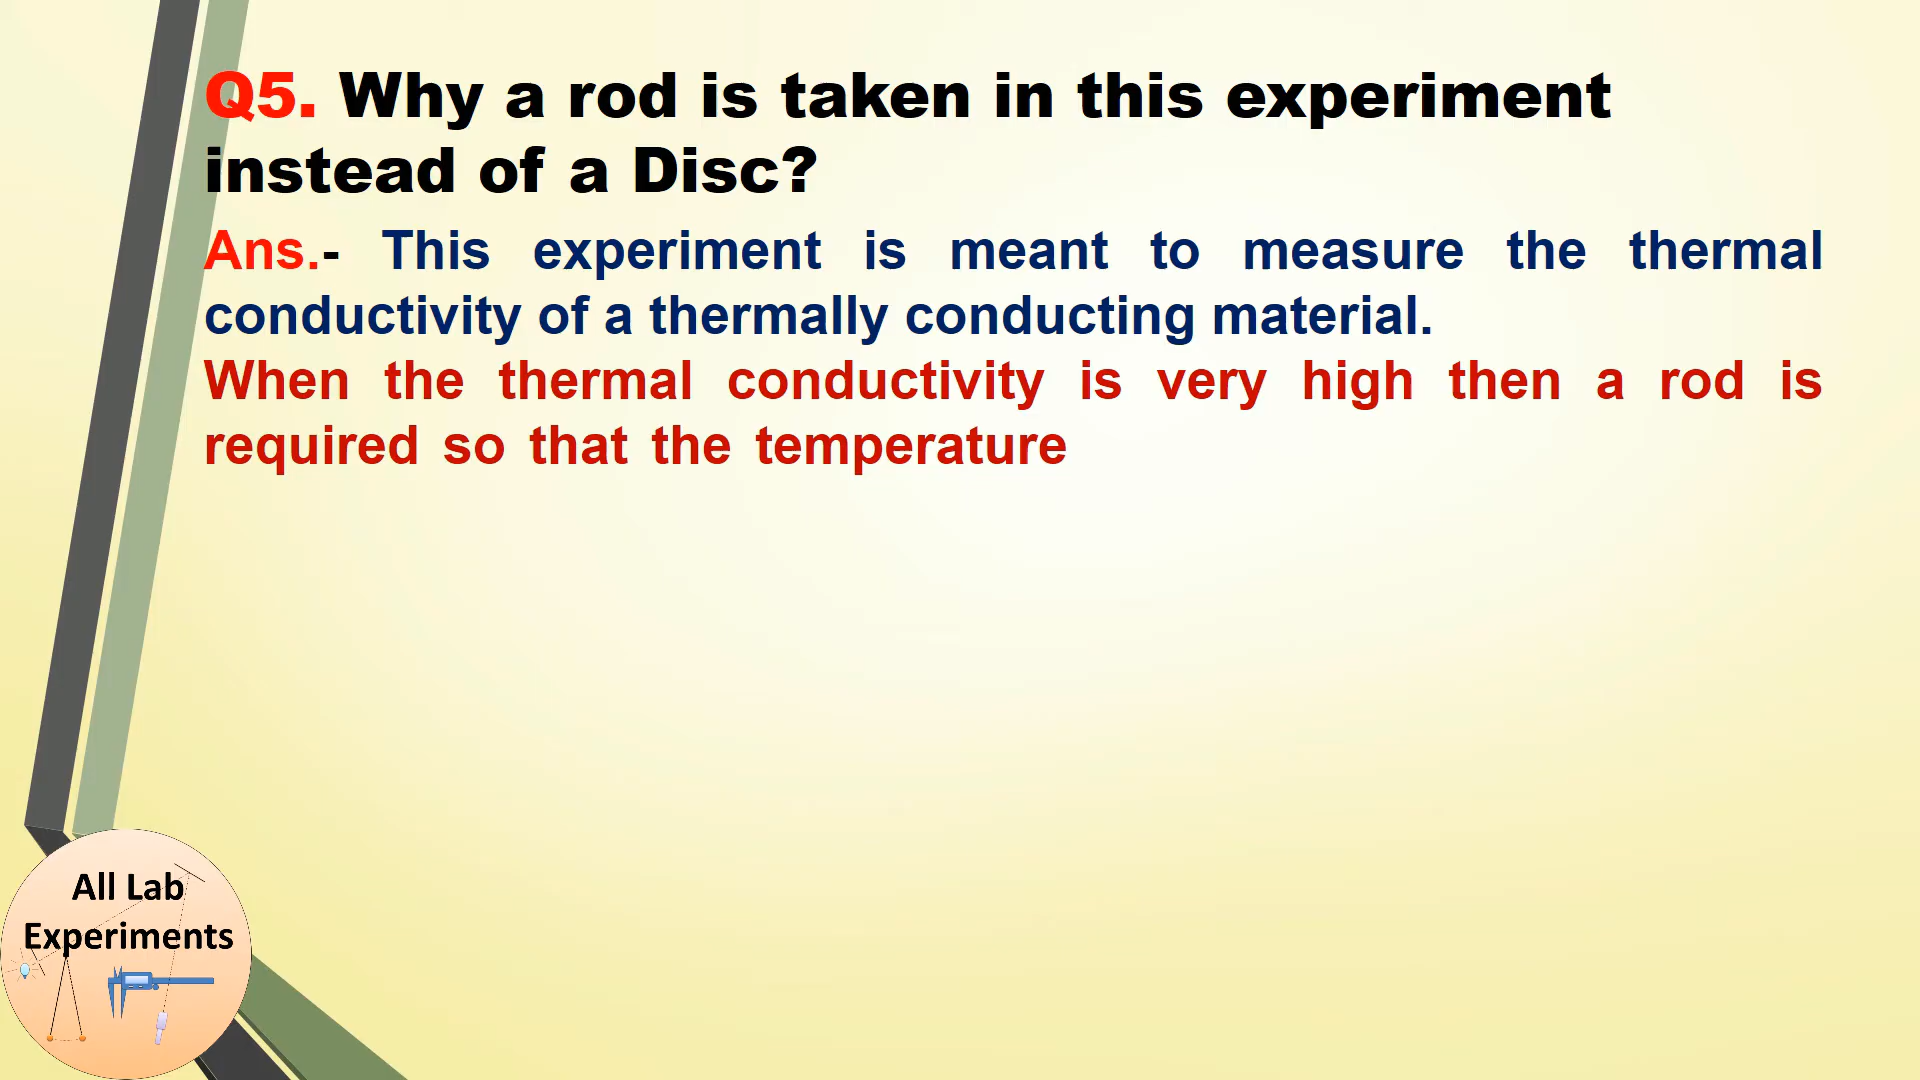 Q5. Why a rod is taken in this experiment
instead of a Disc?
Ans.- This experiment is meant to measure the thermal
conductivity of a thermally conducting material.
When the thermal conductivity is very high then a rod is
required so that the temperature
All Lab
Experiments